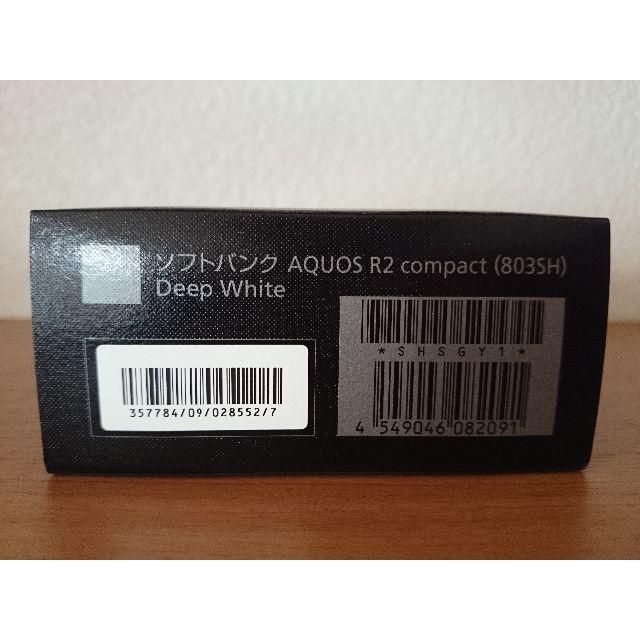 ソフトバンク AQUOS R2 compact (803SH)
Deep White
357784/09/028552/7
*SHSGY1*
4 549046 082091